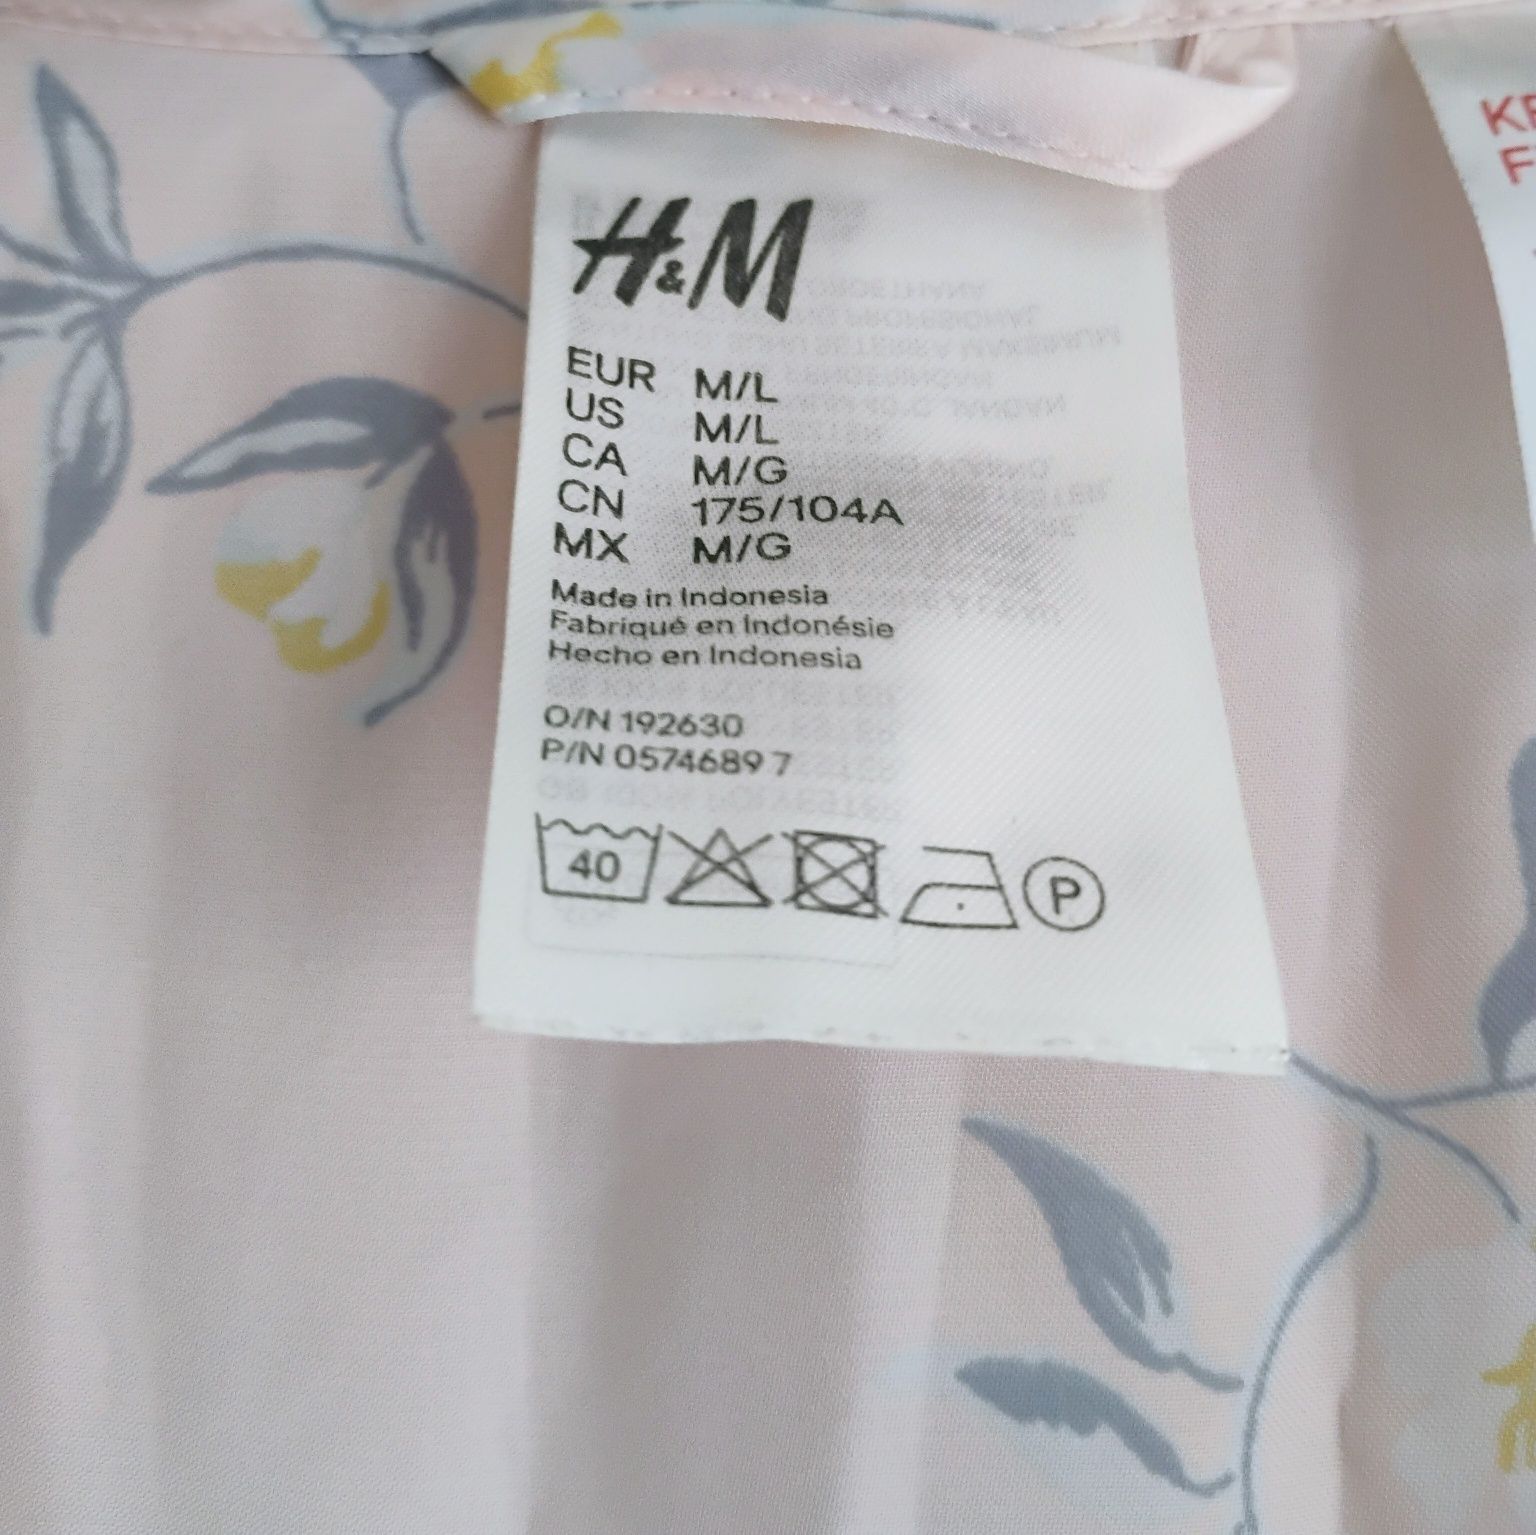 H&M
EUR M/L
US M/L
CA M/G
CN 175/104A
MX M/G
Made in Indonesia
Fabriqué en Indonésie
Hecho en Indonesia
O/N 192630
P/N 0574689 7
40
P